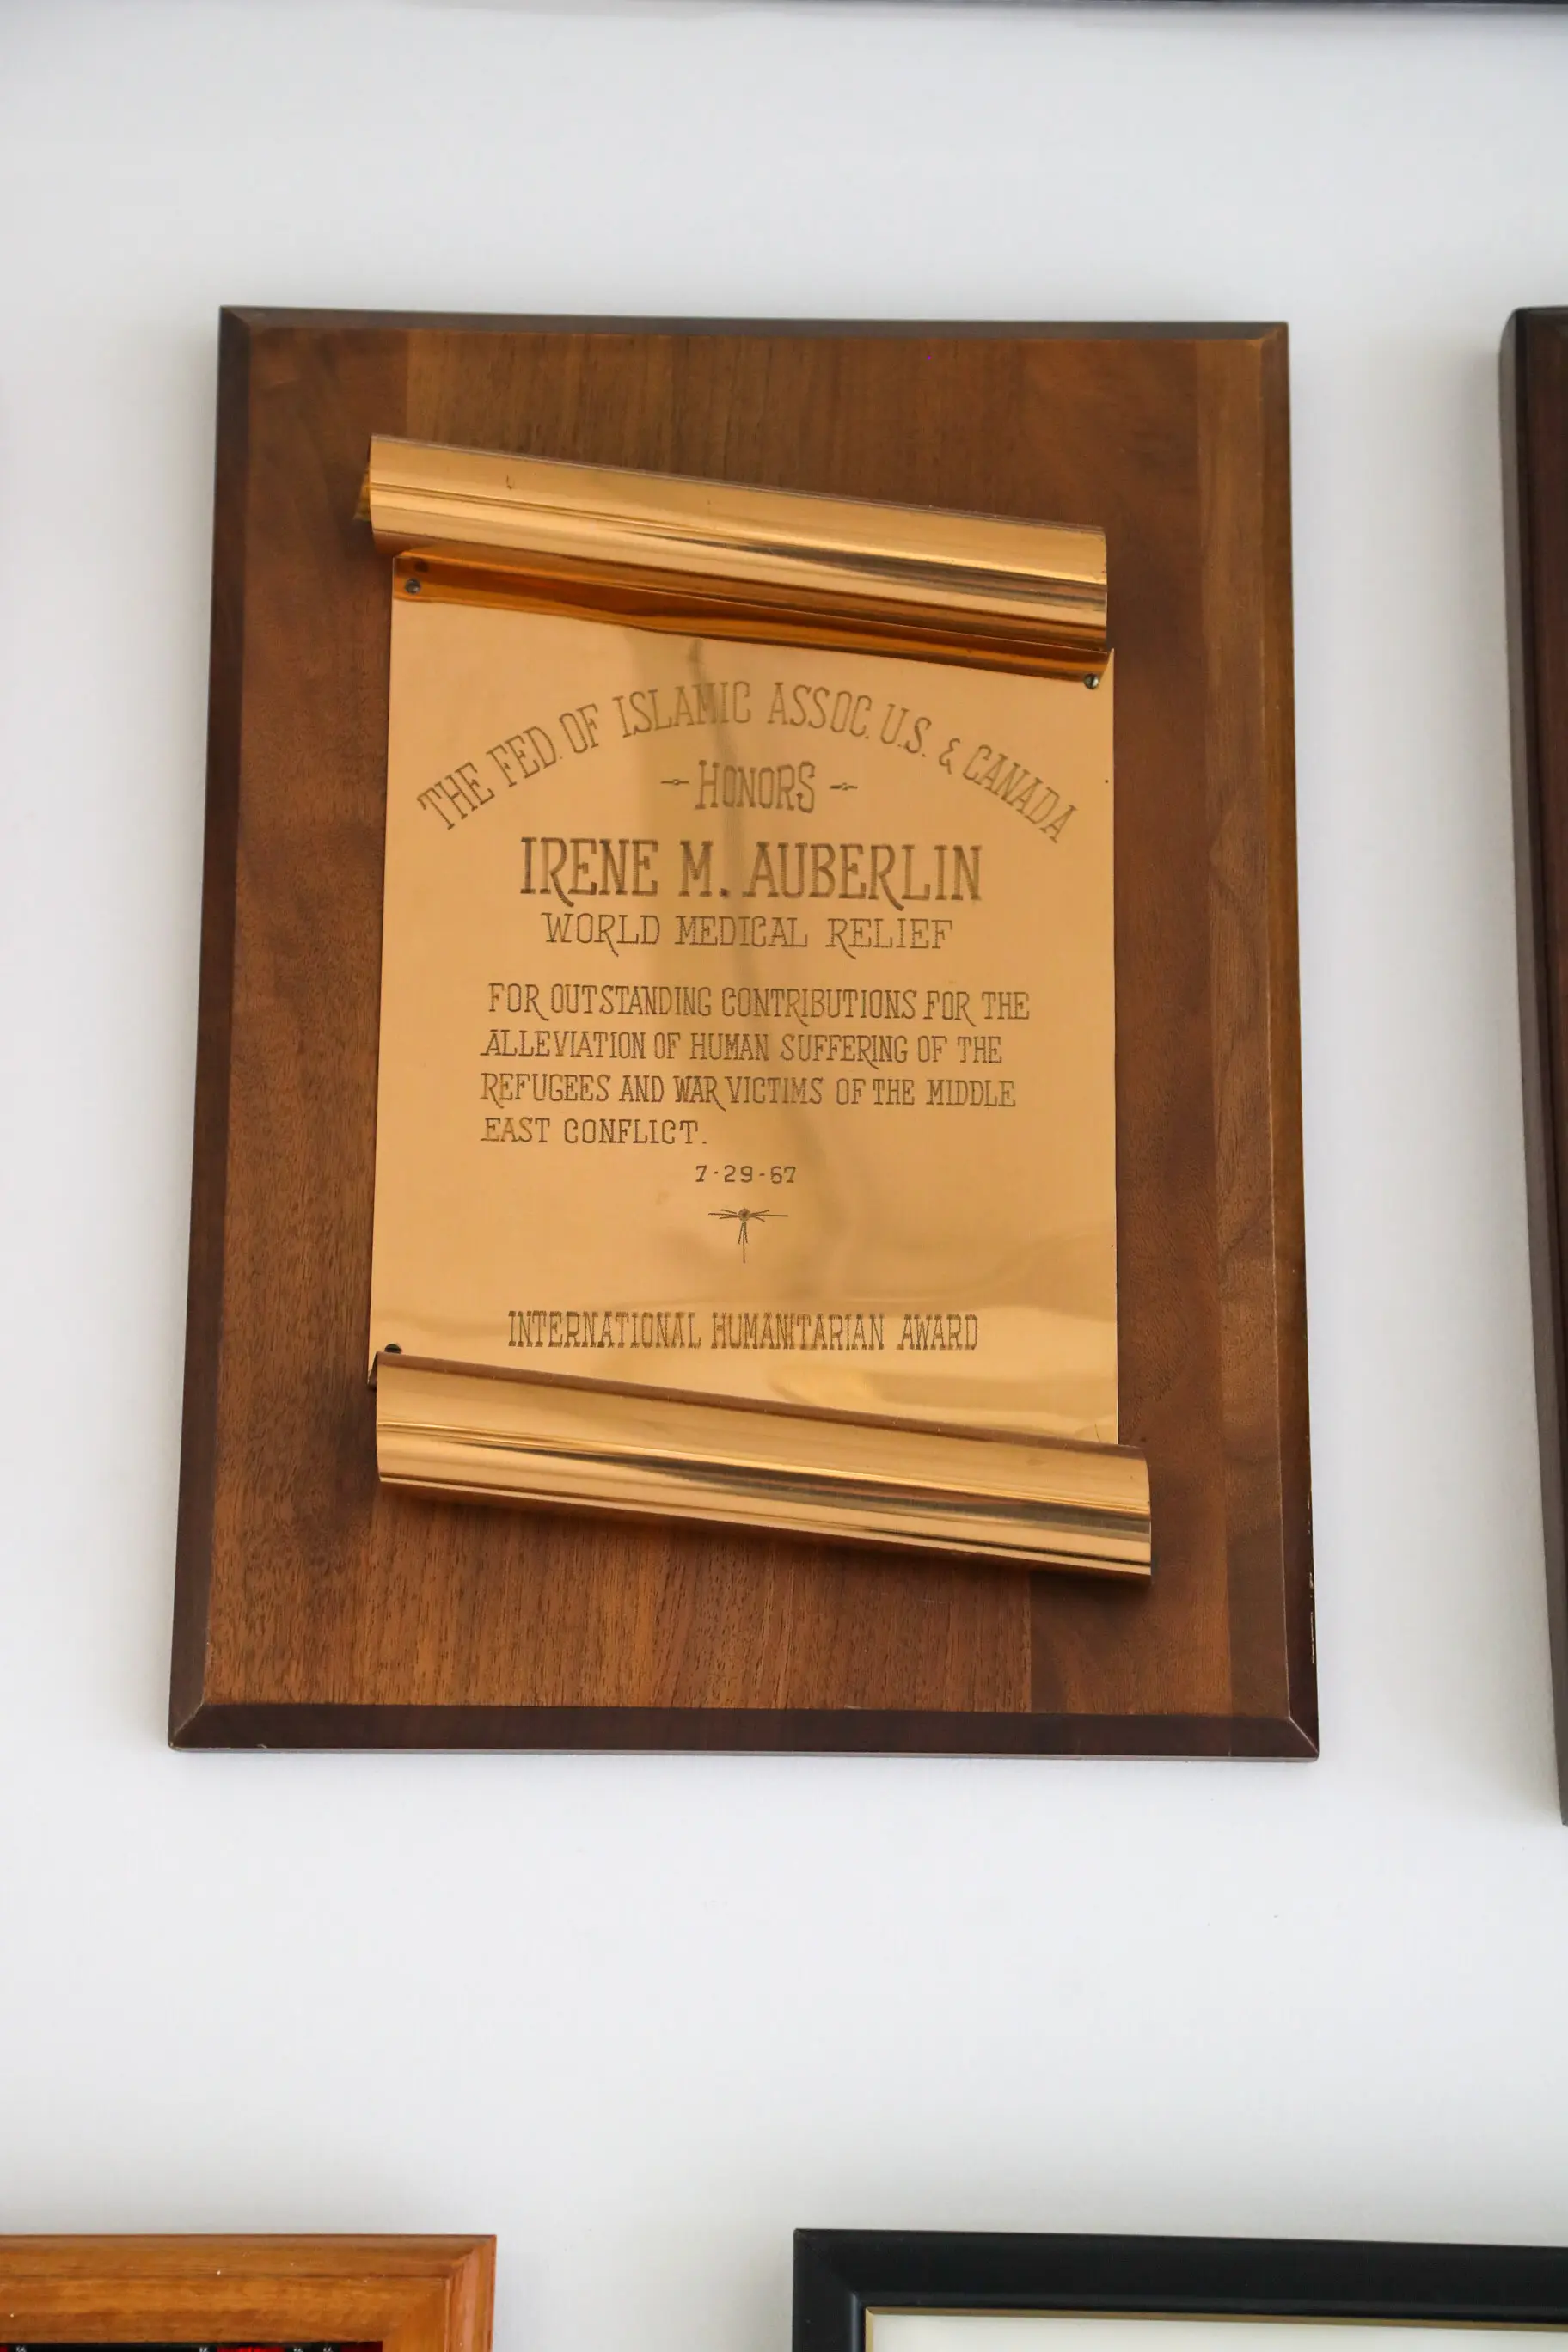 THE FED. OF ISLAMIC ASSOC. U.S. & CANADA
- HONORS -
IRENE M. AUBERLIN
WORLD MEDICAL RELIEF
FOR OUTSTANDING CONTRIBUTIONS FOR THE
ALLEVIATION OF HUMAN SUFFERING OF THE
REFUGEES AND WAR VICTIMS OF THE MIDDLE
EAST CONFLICT.
7-29-67
INTERNATIONAL HUMANITARIAN AWARD